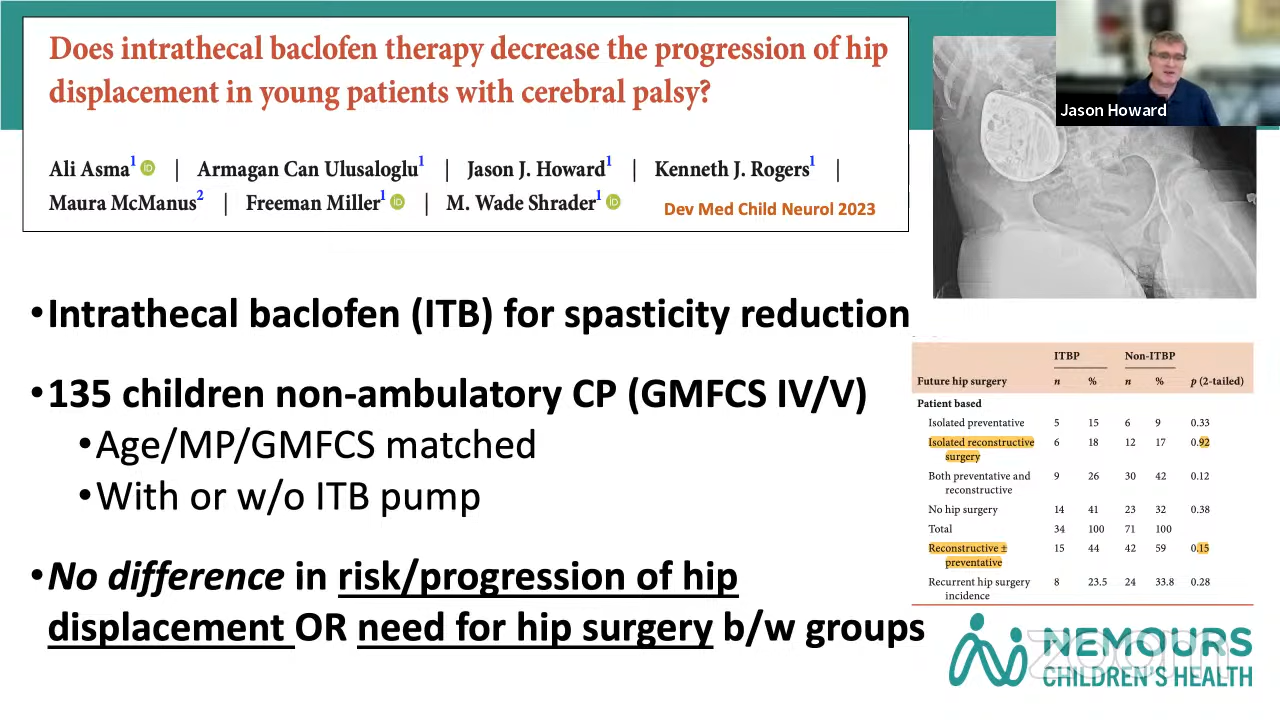 Does intrathecal baclofen therapy decrease the progression of hip
displacement in young patients with cerebral palsy?
Ali Asma1 iD | Armagan Can Ulusaloglu1 | Jason J. Howard1 | Kenneth J. Rogers1 |
Maura McManus2 | Freeman Miller1 iD | M. Wade Shrader1 iD
Dev Med Child Neurol 2023
Jason Howard
•Intrathecal baclofen (ITB) for spasticity reduction
•135 children non-ambulatory CP (GMFCS IV/V)
•Age/MP/GMFCS matched
•With or w/o ITB pump
•No difference in risk/progression of hip
displacement OR need for hip surgery b/w groups
ITBP Non-ITBP
Future hip surgery n % n % p (2-tailed)
Patient based
Isolated preventative 5 15 6 9 0.33
Isolated reconstructive 6 18 12 17 0.92
surgery
Both preventative and 9 26 30 42 0.12
reconstructive
No hip surgery 14 41 23 32 0.38
Total 34 100 71 100
Reconstructive ± 15 44 42 59 0.15
preventative
Recurrent hip surgery 8 23.5 24 33.8 0.28
incidence
NEMOURS
CHILDREN'S HEALTH
zoom